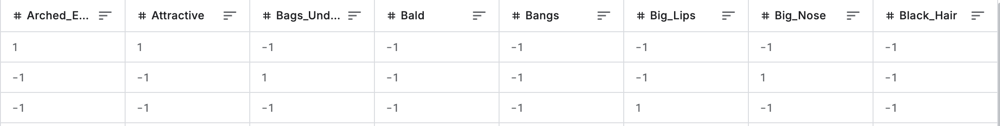 # Arched_E... # Attractive # Bags_Und... # Bald # Bangs # Big_Lips # Big_Nose # Black_Hair
1 1 -1 -1 -1 -1 -1 -1
-1 -1 1 -1 -1 -1 1 -1
-1 -1 -1 -1 -1 1 -1 -1